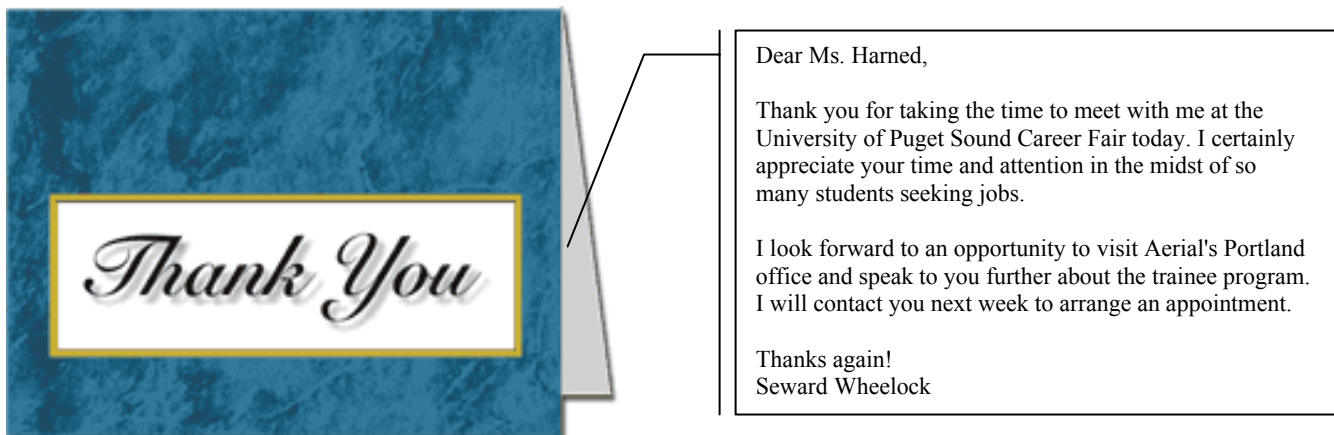 Thank You
Dear Ms. Harned,
Thank you for taking the time to meet with me at the
University of Puget Sound Career Fair today. I certainly
appreciate your time and attention in the midst of so
many students seeking jobs.
I look forward to an opportunity to visit Aerial's Portland
office and speak to you further about the trainee program.
I will contact you next week to arrange an appointment.
Thanks again!
Seward Wheelock